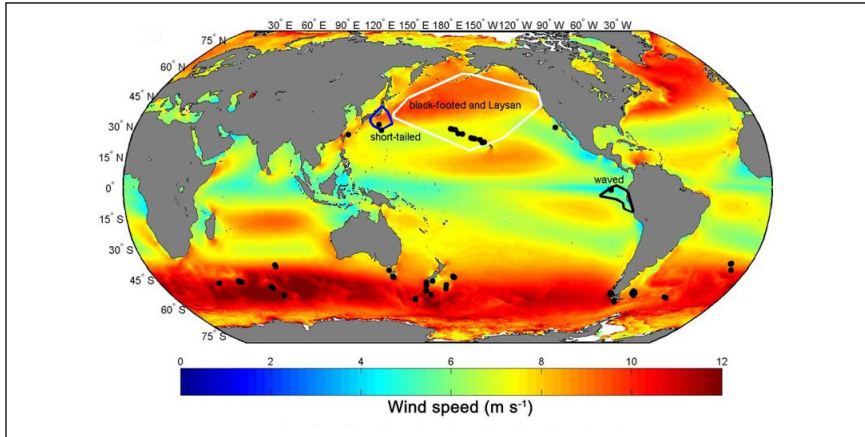 30° E 60° E 90° E 120° E 150° E 180° W 150° W 120° W 90° W 60° W 30° W
75° N
60° N
45° N
30° N
15° N
0°
15° S
30° S
45° S
60° S
75° S
black-footed and Laysan
short-tailed
waved
0 2 4 6 8 10 12
Wind speed (m s⁻¹)